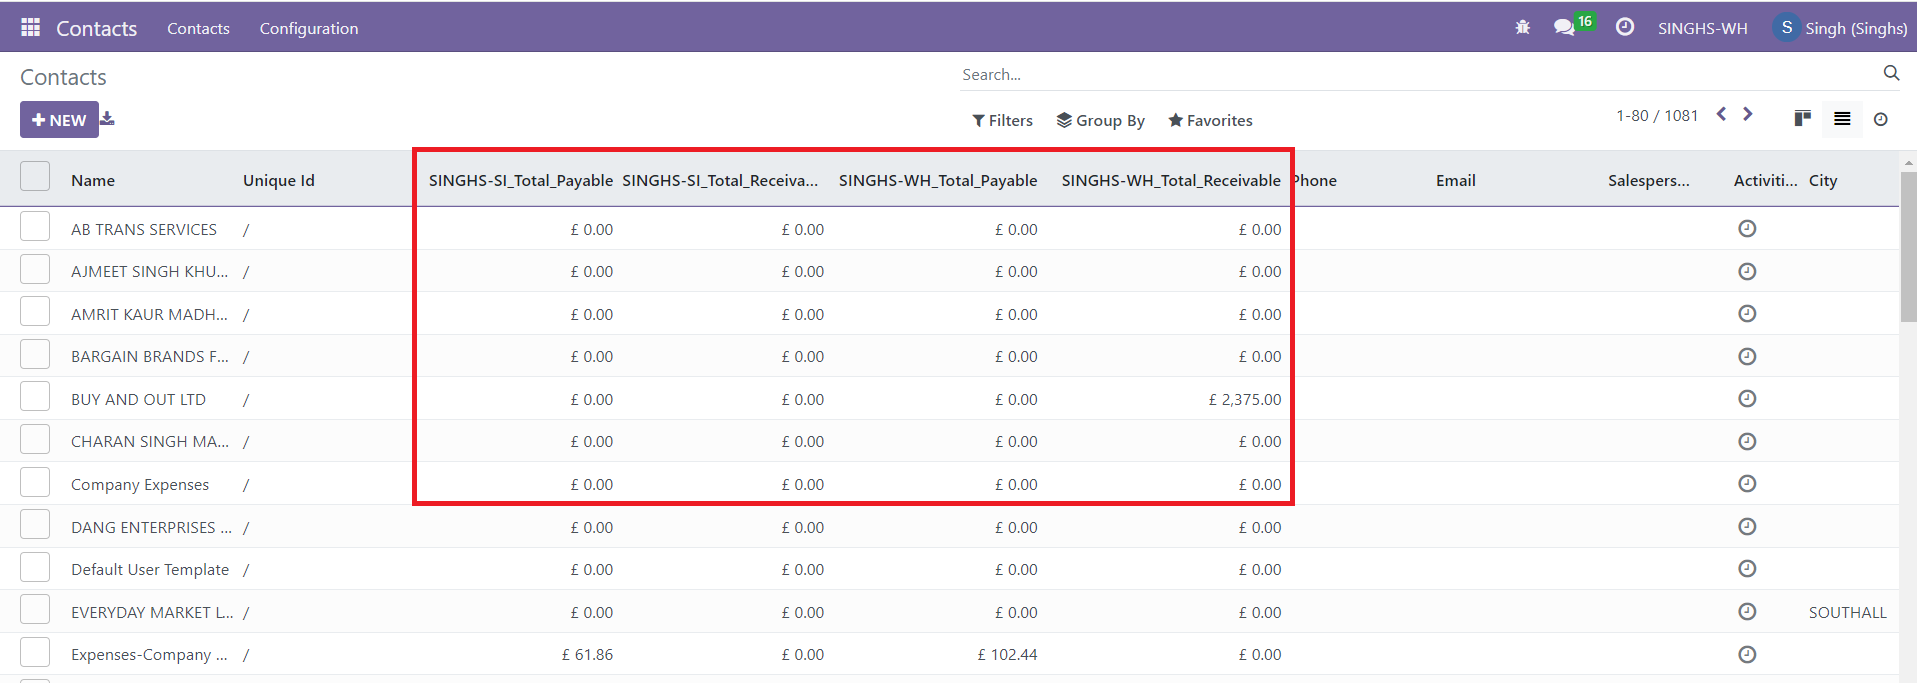 Contacts Contacts Configuration 16 SINGHS-WH S Singh (Singhs)
Contacts Search...
NEW Filters Group By Favorites 1-80 / 1081
Name Unique Id SINGHS-SI_Total_Payable SINGHS-SI_Total_Receiva... SINGHS-WH_Total_Payable SINGHS-WH_Total_Receivable Phone Email Salespers... Activiti... City
AB TRANS SERVICES / £ 0.00 £ 0.00 £ 0.00 £ 0.00
AJMEET SINGH KHU... / £ 0.00 £ 0.00 £ 0.00 £ 0.00
AMRIT KAUR MADH... / £ 0.00 £ 0.00 £ 0.00 £ 0.00
BARGAIN BRANDS F... / £ 0.00 £ 0.00 £ 0.00 £ 0.00
BUY AND OUT LTD / £ 0.00 £ 0.00 £ 0.00 £ 2,375.00
CHARAN SINGH MA... / £ 0.00 £ 0.00 £ 0.00 £ 0.00
Company Expenses / £ 0.00 £ 0.00 £ 0.00 £ 0.00
DANG ENTERPRISES ... / £ 0.00 £ 0.00 £ 0.00 £ 0.00
Default User Template / £ 0.00 £ 0.00 £ 0.00 £ 0.00
EVERYDAY MARKET L... / £ 0.00 £ 0.00 £ 0.00 £ 0.00 SOUTHALL
Expenses-Company ... / £ 61.86 £ 0.00 £ 102.44 £ 0.00